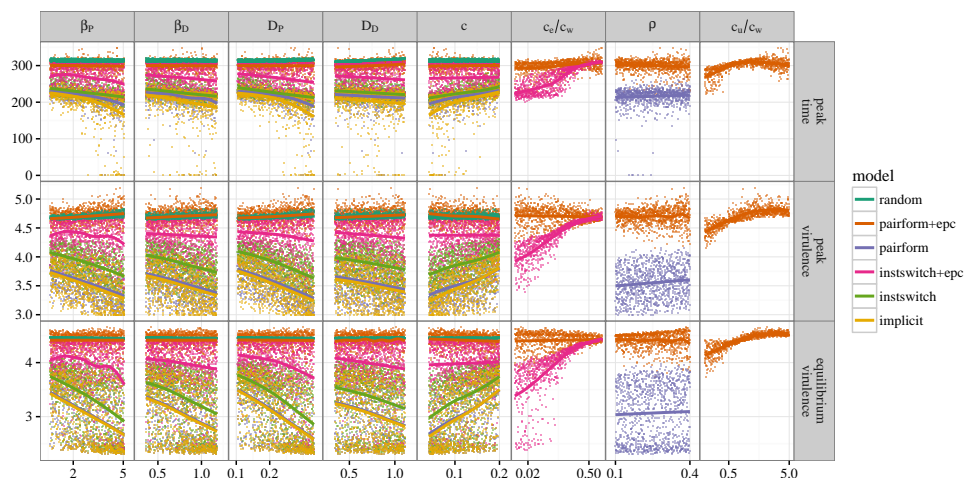 βP βD DP DD c ce/cw ρ cu/cw
300
200
100
0
peak time
5.0
4.5
4.0
3.5
3.0
peak virulence
4
3
equilibrium virulence
2 5 0.5 1.0 0.1 0.2 0.5 1.0 0.1 0.2 0.02 0.50 0.1 0.4 0.5 5.0
model
random
pairform+epc
pairform
instswitch+epc
instswitch
implicit